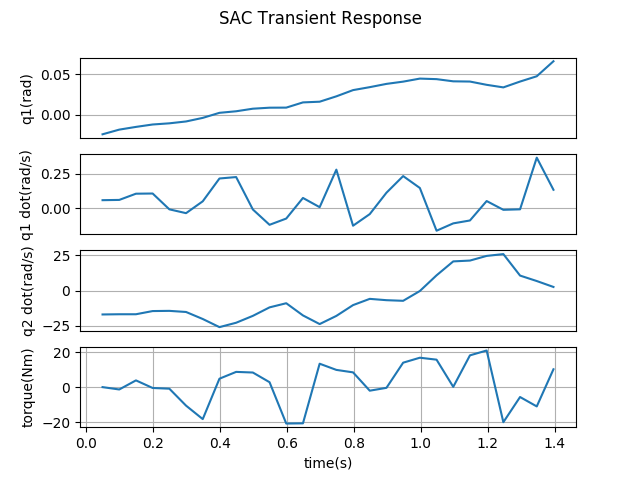 SAC Transient Response
q1(rad)
0.05
0.00
q1 dot(rad/s)
0.25
0.00
q2 dot(rad/s)
25
0
−25
torque(Nm)
20
0
−20
0.0 0.2 0.4 0.6 0.8 1.0 1.2 1.4
time(s)